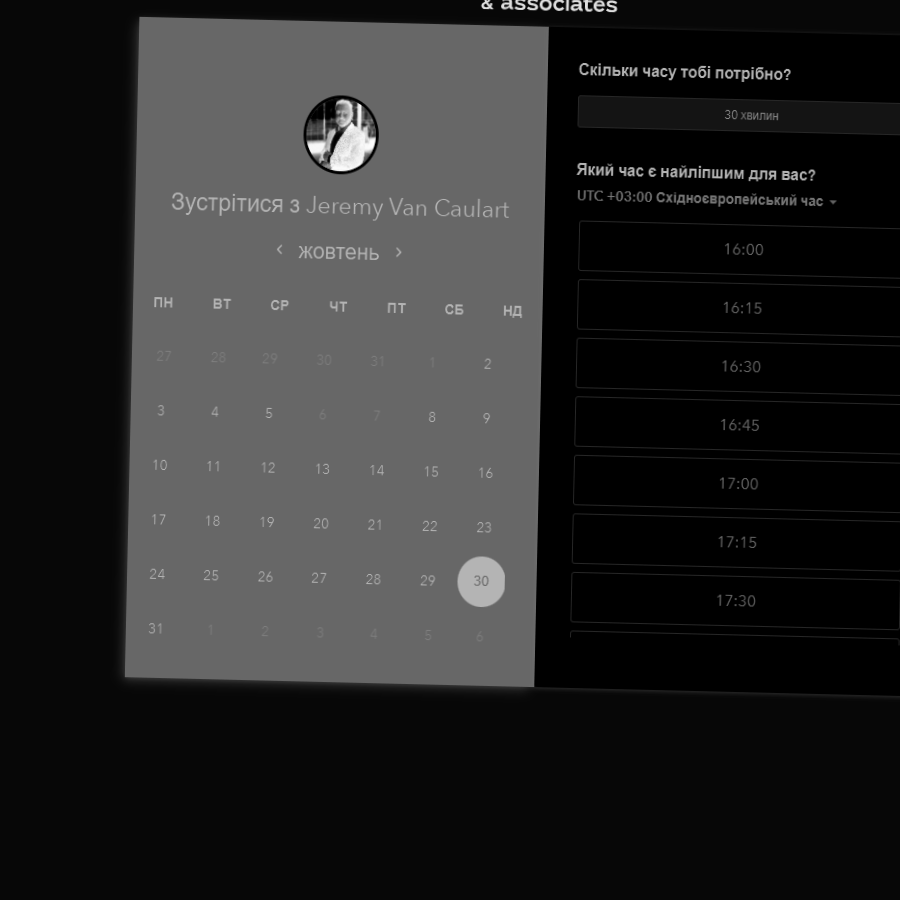 & associates
Зустрітися з Jeremy Van Caulart
жовтень
ПН ВТ СР ЧТ ПТ СБ НД
27 28 29 30 31 1 2
3 4 5 6 7 8 9
10 11 12 13 14 15 16
17 18 19 20 21 22 23
24 25 26 27 28 29 30
31 1 2 3 4 5 6
Скільки часу тобі потрібно?
30 хвилин
Який час є найліпшим для вас?
UTC +03:00 Східноєвропейський час
16:00
16:15
16:30
16:45
17:00
17:15
17:30